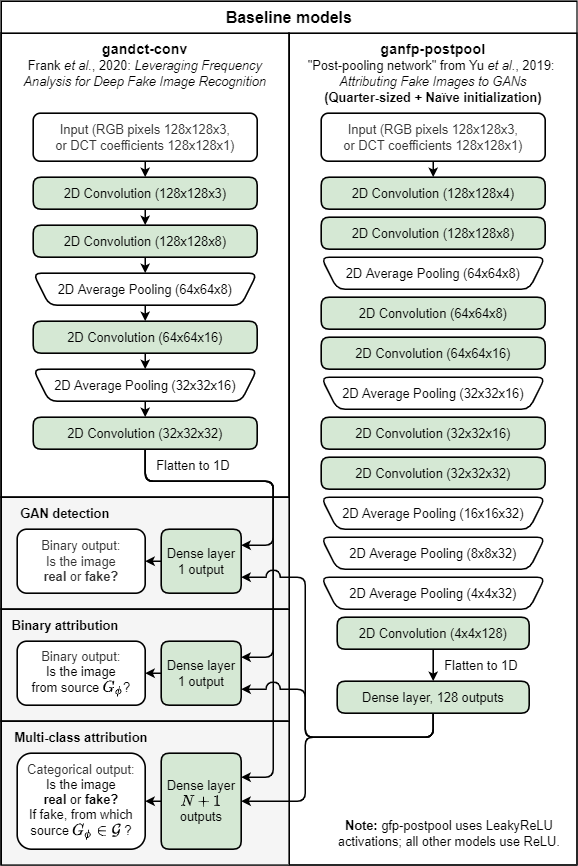 Baseline models
gandct-conv
Frank et al., 2020: Leveraging Frequency
Analysis for Deep Fake Image Recognition
Input (RGB pixels 128x128x3,
or DCT coefficients 128x128x1)
2D Convolution (128x128x3)
2D Convolution (128x128x8)
2D Average Pooling (64x64x8)
2D Convolution (64x64x16)
2D Average Pooling (32x32x16)
2D Convolution (32x32x32)
Flatten to 1D
ganfp-postpool
"Post-pooling network" from Yu et al., 2019:
Attributing Fake Images to GANs
(Quarter-sized + Naïve initialization)
Input (RGB pixels 128x128x3,
or DCT coefficients 128x128x1)
2D Convolution (128x128x4)
2D Convolution (128x128x8)
2D Average Pooling (64x64x8)
2D Convolution (64x64x8)
2D Convolution (64x64x16)
2D Average Pooling (32x32x16)
2D Convolution (32x32x16)
2D Convolution (32x32x32)
2D Average Pooling (16x16x32)
2D Average Pooling (8x8x32)
2D Average Pooling (4x4x32)
2D Convolution (4x4x128)
Flatten to 1D
Dense layer, 128 outputs
GAN detection
Binary output:
Is the image
real or fake?
Dense layer
1 output
Binary attribution
Binary output:
Is the image
from source G_ϕ?
Dense layer
1 output
Multi-class attribution
Categorical output:
Is the image
real or fake?
If fake, from which
source G_ϕ ∈ 𝒢 ?
Dense layer
N + 1
outputs
Note: gfp-postpool uses LeakyReLU
activations; all other models use ReLU.